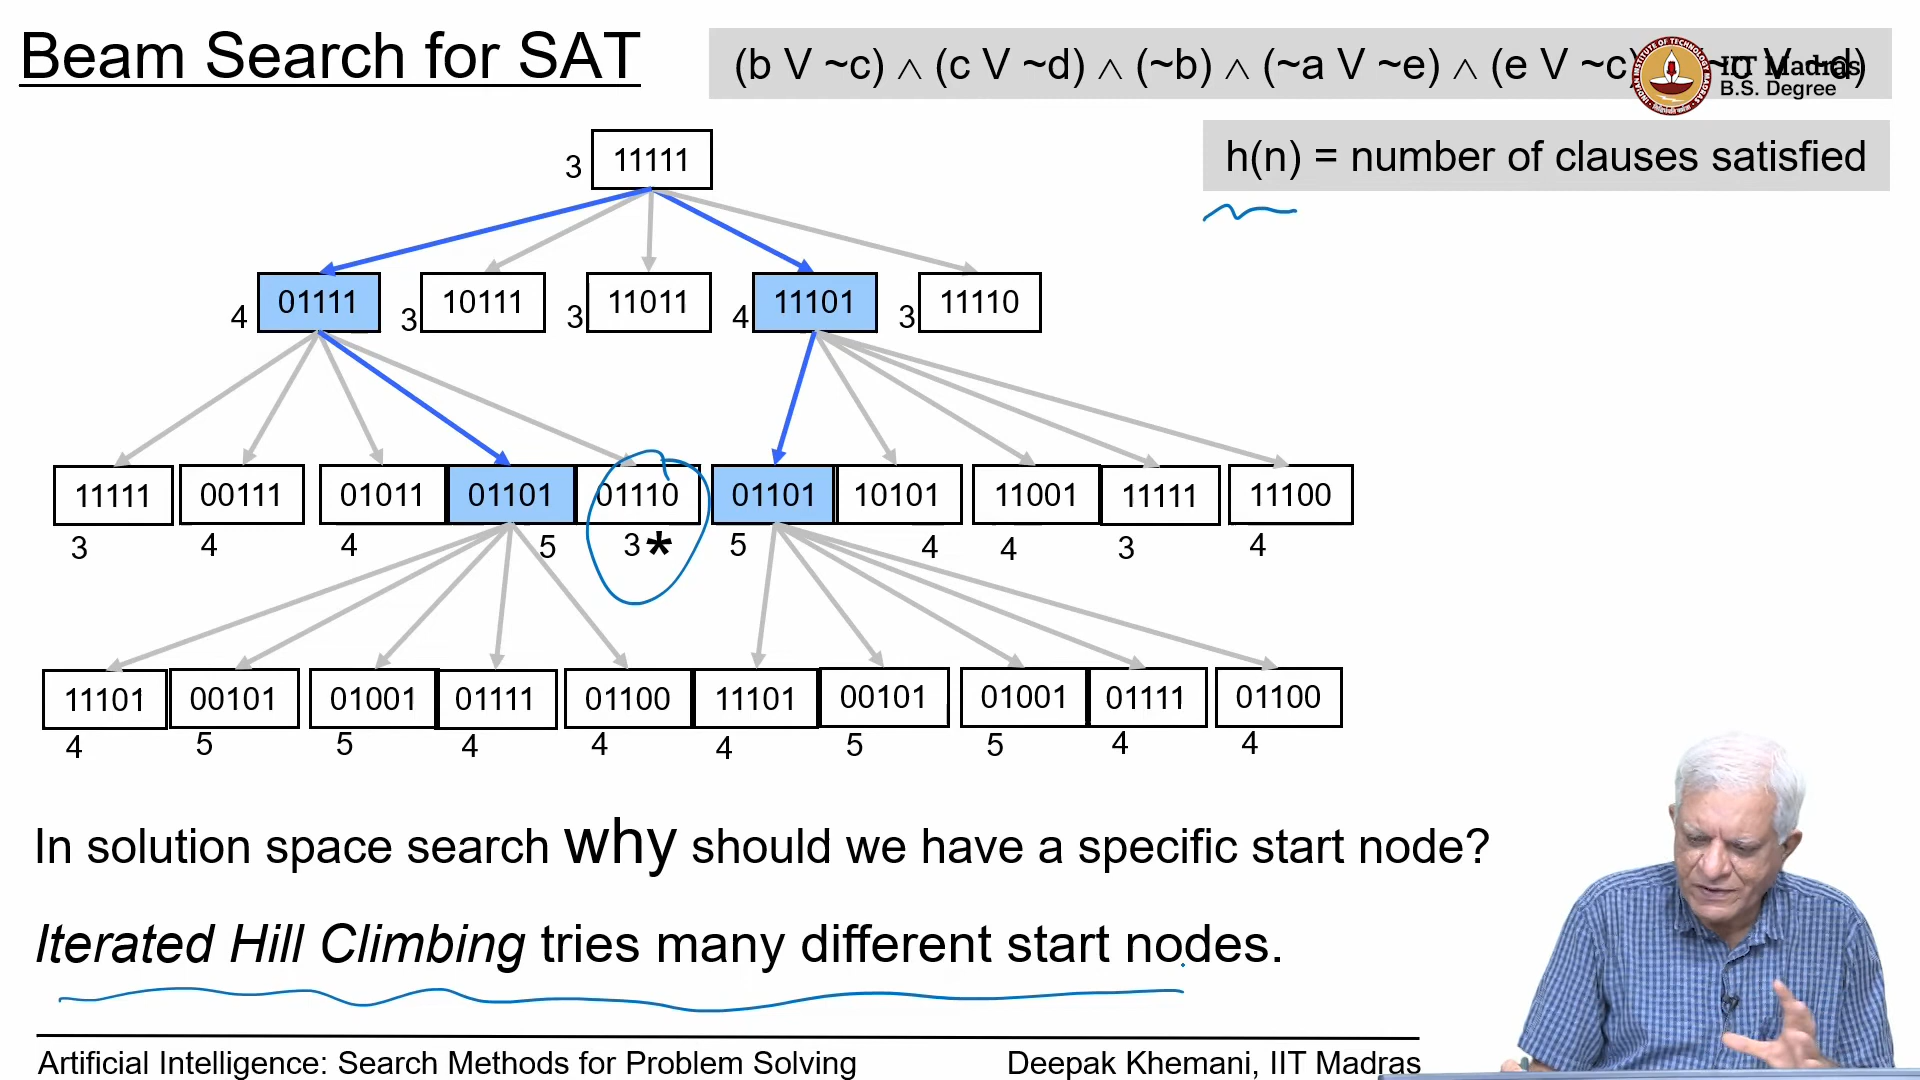 Beam Search for SAT
(b V ~c) ∧ (c V ~d) ∧ (~b) ∧ (~a V ~e) ∧ (e V ~c)
IIT Madras
B.S. Degree
h(n) = number of clauses satisfied
3 11111
4 01111 3 10111 3 11011 4 11101 3 11110
11111 00111 01011 01101 01110 01101 10101 11001 11111 11100
3 4 4 5 3* 5 4 4 3 4
11101 00101 01001 01111 01100 11101 00101 01001 01111 01100
4 5 5 4 4 4 5 5 4 4
In solution space search why should we have a specific start node?
Iterated Hill Climbing tries many different start nodes.
Artificial Intelligence: Search Methods for Problem Solving Deepak Khemani, IIT Madras